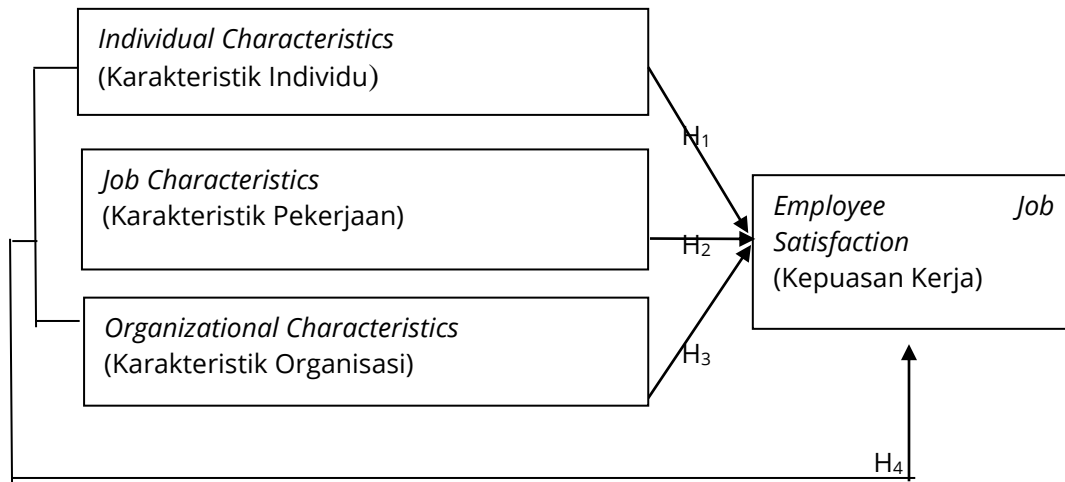 Individual Characteristics
(Karakteristik Individu)
H₁
Job Characteristics
(Karakteristik Pekerjaan)
H₂
Employee Job
Satisfaction
(Kepuasan Kerja)
Organizational Characteristics
(Karakteristik Organisasi)
H₃
H₄